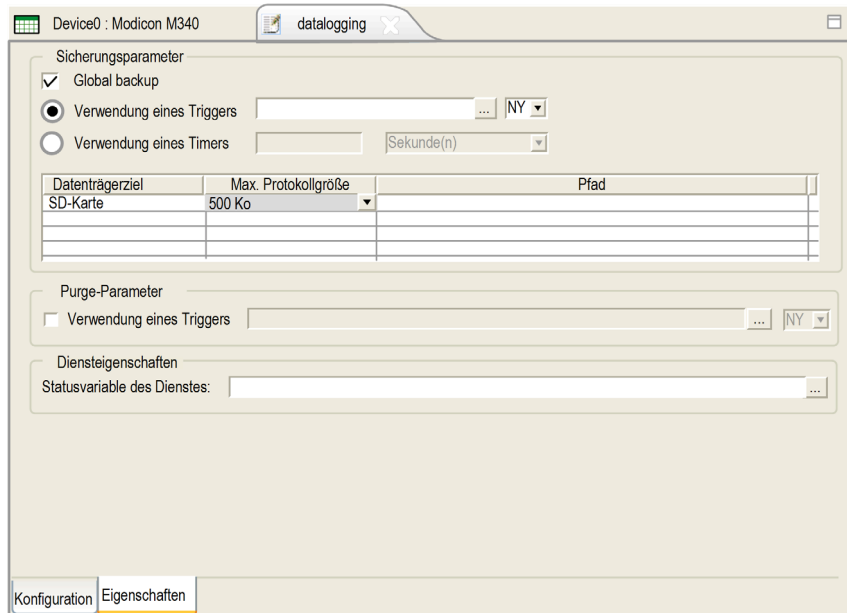 Device0 : Modicon M340 datalogging
Sicherungsparameter
Global backup
Verwendung eines Triggers ... NY
Verwendung eines Timers Sekunde(n)
Datenträgerziel Max. Protokollgröße Pfad
SD-Karte 500 Ko
Purge-Parameter
Verwendung eines Triggers ... NY
Diensteigenschaften
Statusvariable des Dienstes: ...
Konfiguration Eigenschaften